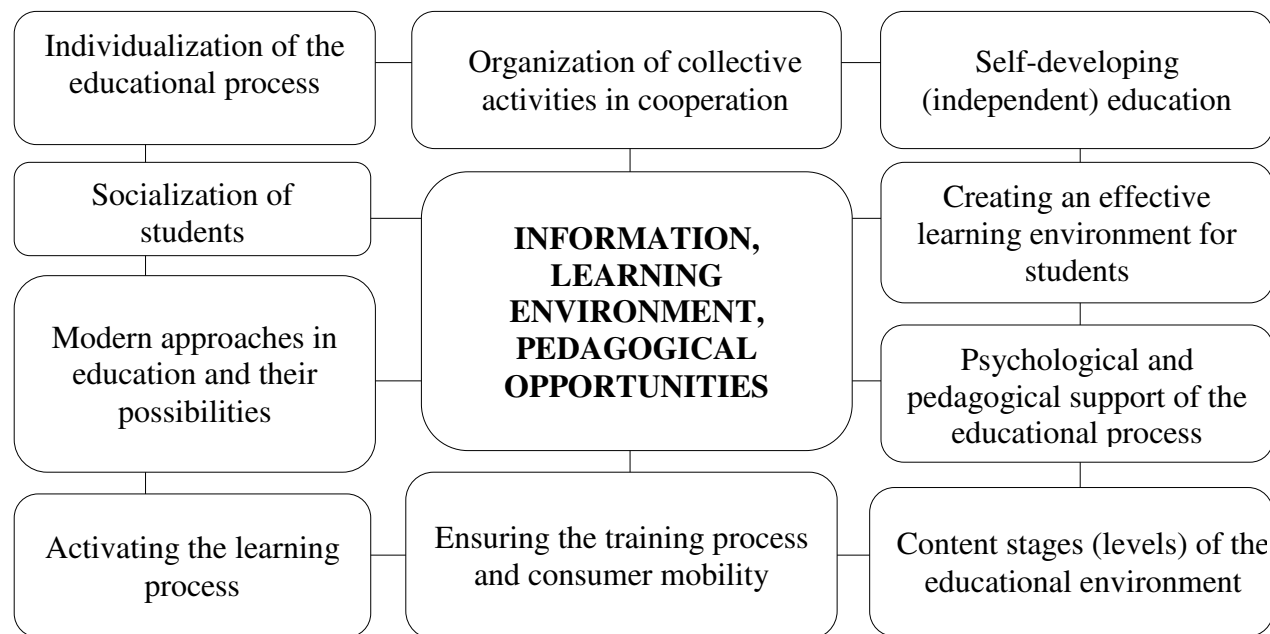 Individualization of the
educational process
Organization of collective
activities in cooperation
Self-developing
(independent) education
Socialization of
students
INFORMATION,
LEARNING
ENVIRONMENT,
PEDAGOGICAL
OPPORTUNITIES
Creating an effective
learning environment for
students
Modern approaches in
education and their
possibilities
Psychological and
pedagogical support of the
educational process
Activating the learning
process
Ensuring the training process
and consumer mobility
Content stages (levels) of the
educational environment